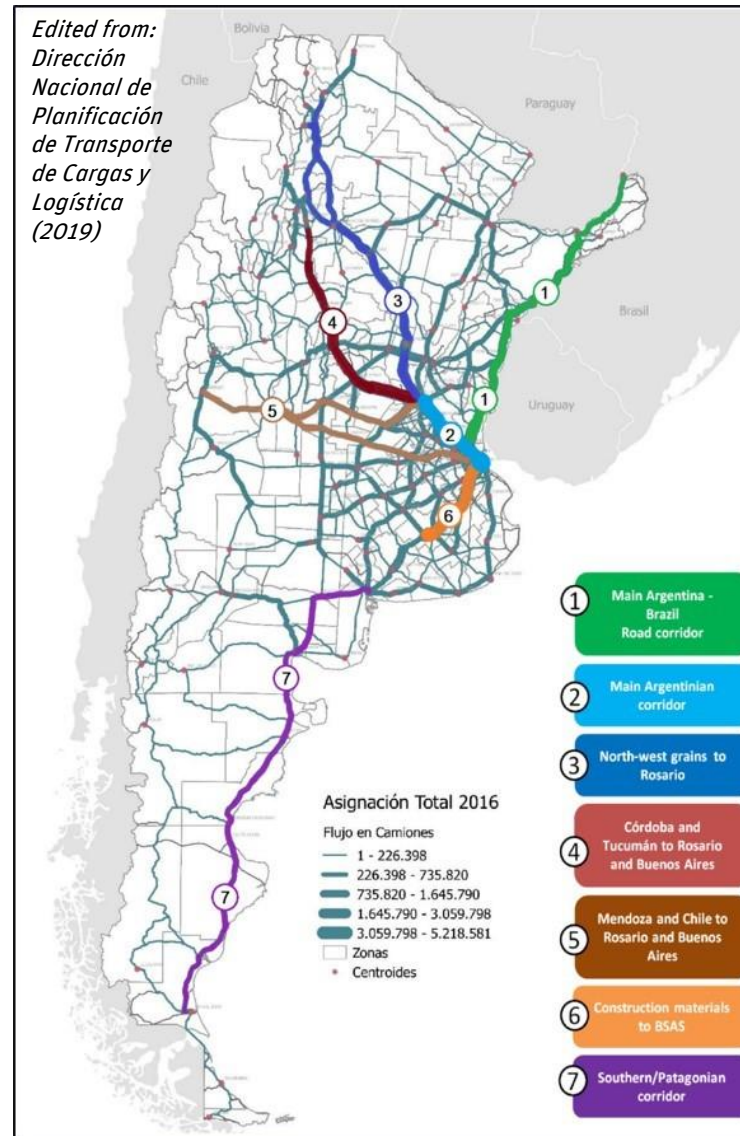 Edited from:
Dirección
Nacional de
Planificación
de Transporte
de Cargas y
Logística
(2019)
Bolivia
Chile
Paraguay
Brasil
Uruguay
1
3
4
1
5
2
6
7
7
Asignación Total 2016
Flujo en Camiones
1 - 226.398
226.398 - 735.820
735.820 - 1.645.790
1.645.790 - 3.059.798
3.059.798 - 5.218.581
Zonas
Centroides
1
Main Argentina -
Brazil
Road corridor
2
Main Argentinian
corridor
3
North-west grains to
Rosario
4
Córdoba and
Tucumán to Rosario
and Buenos Aires
5
Mendoza and Chile to
Rosario and Buenos
Aires
6
Construction materials
to BSAS
7
Southern/Patagonian
corridor